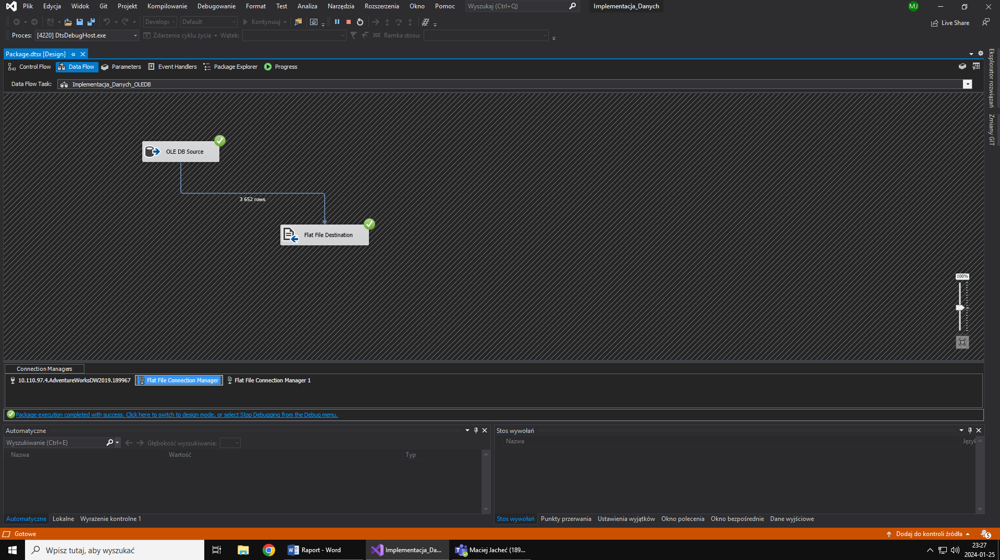 Plik Edycja Widok Git Projekt Kompilowanie Debugowanie Format Test Analiza Narzędzia Rozszerzenia Okno Pomoc Wyszukaj (Ctrl+Q) Implementacja_Danych MJ
Developı Default Kontynuuj Live Share
Proces: [4220] DtsDebugHost.exe Zdarzenia cyklu życia Wątek: Ramka stosu:
Package.dtsx [Design]
Control Flow Data Flow Parameters Event Handlers Package Explorer Progress
Data Flow Task: Implementacja_Danych_OLEDB
Eksplorator rozwiązań
Zmiany GIT
OLE DB Source
3 652 rows
Flat File Destination
100%
Connection Managers
10.110.97.4.AdventureWorksDW2019.189967 Flat File Connection Manager Flat File Connection Manager 1
Package execution completed with success. Click here to switch to design mode, or select Stop Debugging from the Debug menu.
Automatyczne
Wyszukiwanie (Ctrl+E) Głębokość wyszukiwania:
Nazwa Wartość Typ
Automatyczne Lokalne Wyrażenie kontrolne 1
Stos wywołań
Nazwa Język
Stos wywołań Punkty przerwania Ustawienia wyjątków Okno polecenia Okno bezpośrednie Dane wyjściowe
Gotowe Dodaj do kontroli źródła 5
Wpisz tutaj, aby wyszukać Raport - Word Implementacja_Da... Maciej Jacheć (189... 23:27
2024-01-25